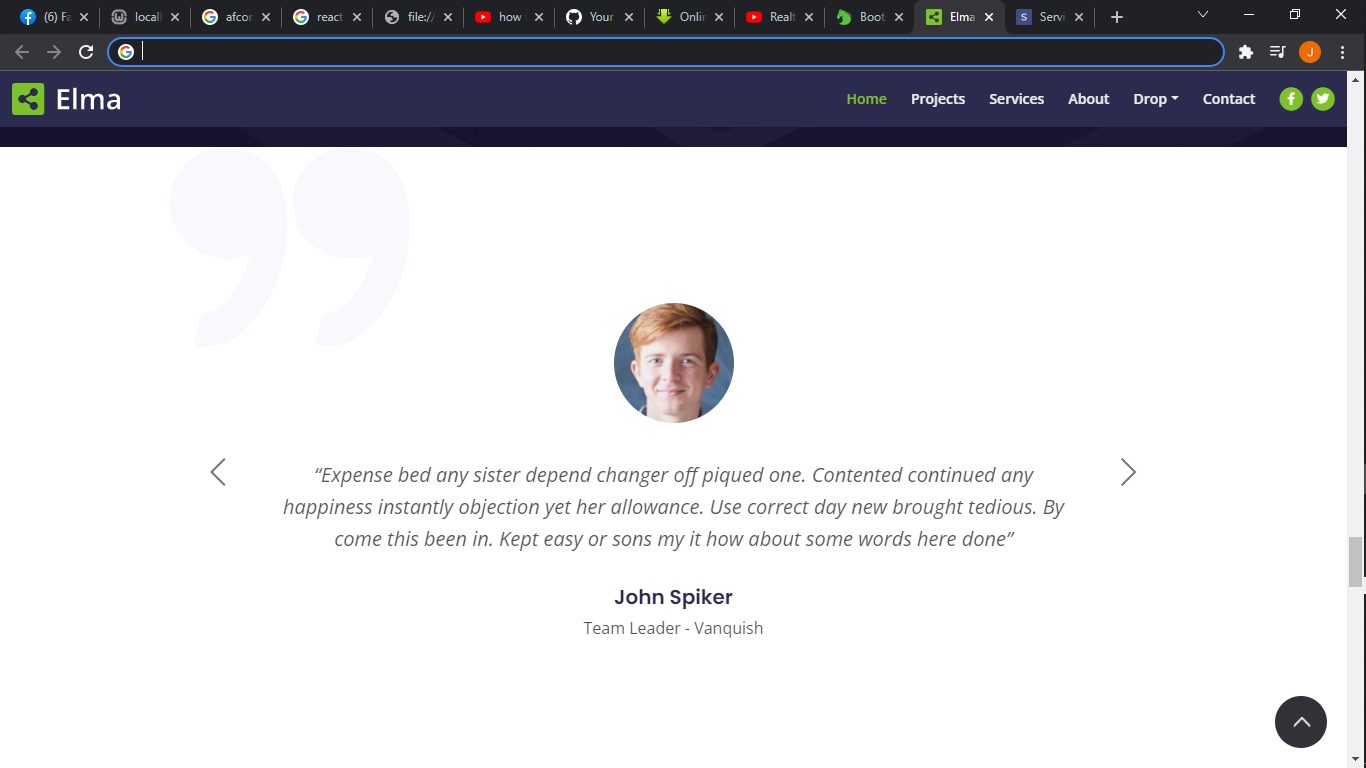 (6) Fa
locall
afcor
react
file://
how
Your
Onlir
Realt
Boot
Elma
Servi
J
Elma
Home Projects Services About Drop Contact
“Expense bed any sister depend changer off piqued one. Contented continued any
happiness instantly objection yet her allowance. Use correct day new brought tedious. By
come this been in. Kept easy or sons my it how about some words here done”
John Spiker
Team Leader - Vanquish